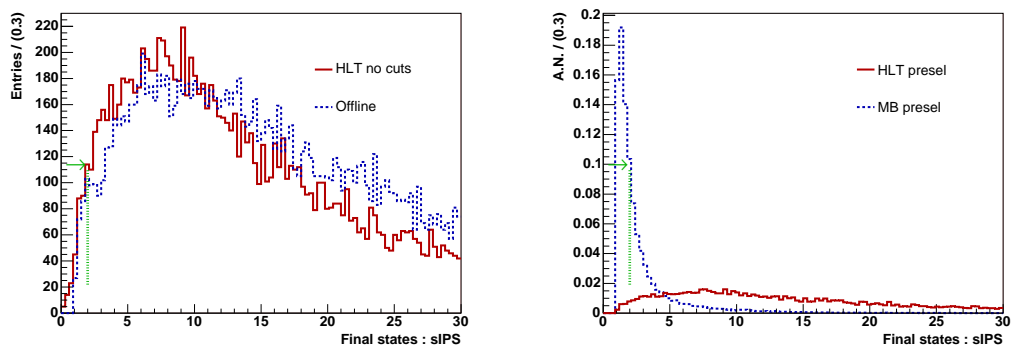 Entries / (0.3)
220
200
180
160
140
120
100
80
60
40
20
0
0 5 10 15 20 25 30
Final states : sIPS
HLT no cuts
Offline
A.N. / (0.3)
0.2
0.18
0.16
0.14
0.12
0.1
0.08
0.06
0.04
0.02
0
0 5 10 15 20 25 30
Final states : sIPS
HLT presel
MB presel